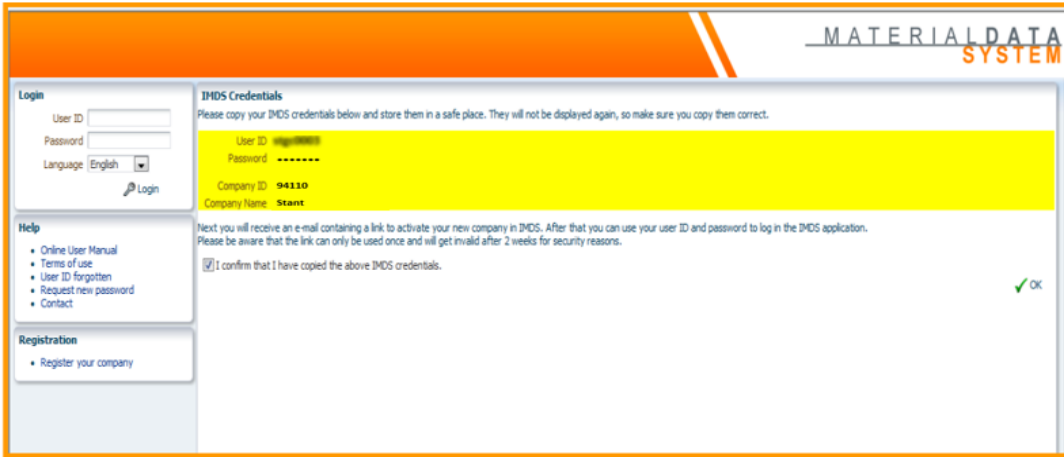 MATERIALDATA
SYSTEM
Login
User ID
Password
Language English
Login
Help
• Online User Manual
• Terms of use
• User ID forgotten
• Request new password
• Contact
Registration
• Register your company
IMDS Credentials
Please copy your IMDS credentials below and store them in a safe place. They will not be displayed again, so make sure you copy them correct.
User ID
Password -------
Company ID 94110
Company Name Stant
Next you will receive an e-mail containing a link to activate your new company in IMDS. After that you can use your user ID and password to log in the IMDS application.
Please be aware that the link can only be used once and will get invalid after 2 weeks for security reasons.
I confirm that I have copied the above IMDS credentials.
OK